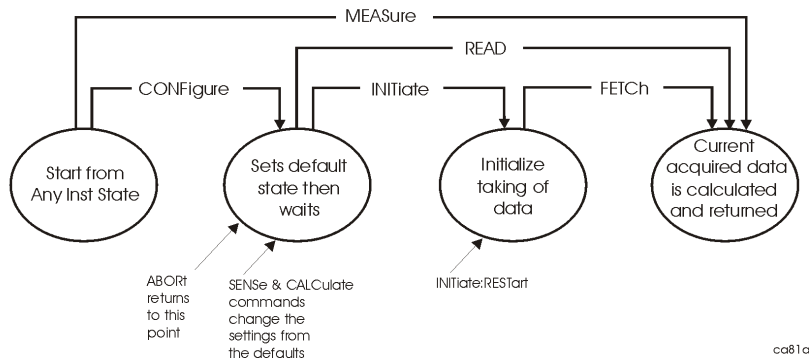 MEASure
READ
CONFigure
INITiate
FETCh
Start from
Any Inst State
Sets default
state then
waits
Initialize
taking of
data
Current
acquired data
is calculated
and returned
ABORt
returns
to this
point
SENSe & CALCulate
commands
change the
settings from
the defaults
INITiate:RESTart
ca81a